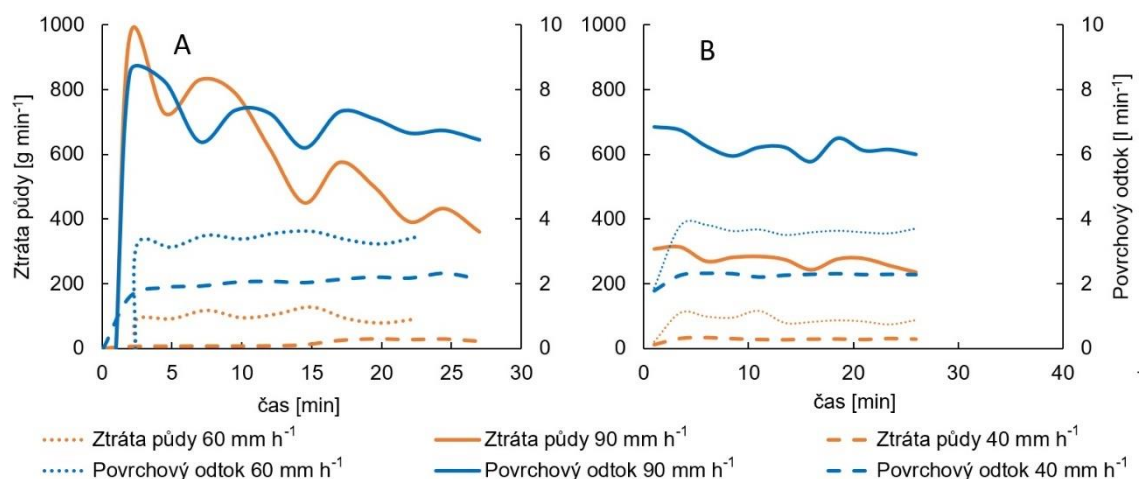 A
B
Ztráta půdy [g min⁻¹]
1000
800
600
400
200
0
10
8
6
4
2
0
0 5 10 15 20 25 30
čas [min]
1000
800
600
400
200
0
10
8
6
4
2
0
Povrchový odtok [l min⁻¹]
0 10 20 30 40
čas [min]
Ztráta půdy 60 mm h⁻¹ Ztráta půdy 90 mm h⁻¹ Ztráta půdy 40 mm h⁻¹
Povrchový odtok 60 mm h⁻¹ Povrchový odtok 90 mm h⁻¹ Povrchový odtok 40 mm h⁻¹